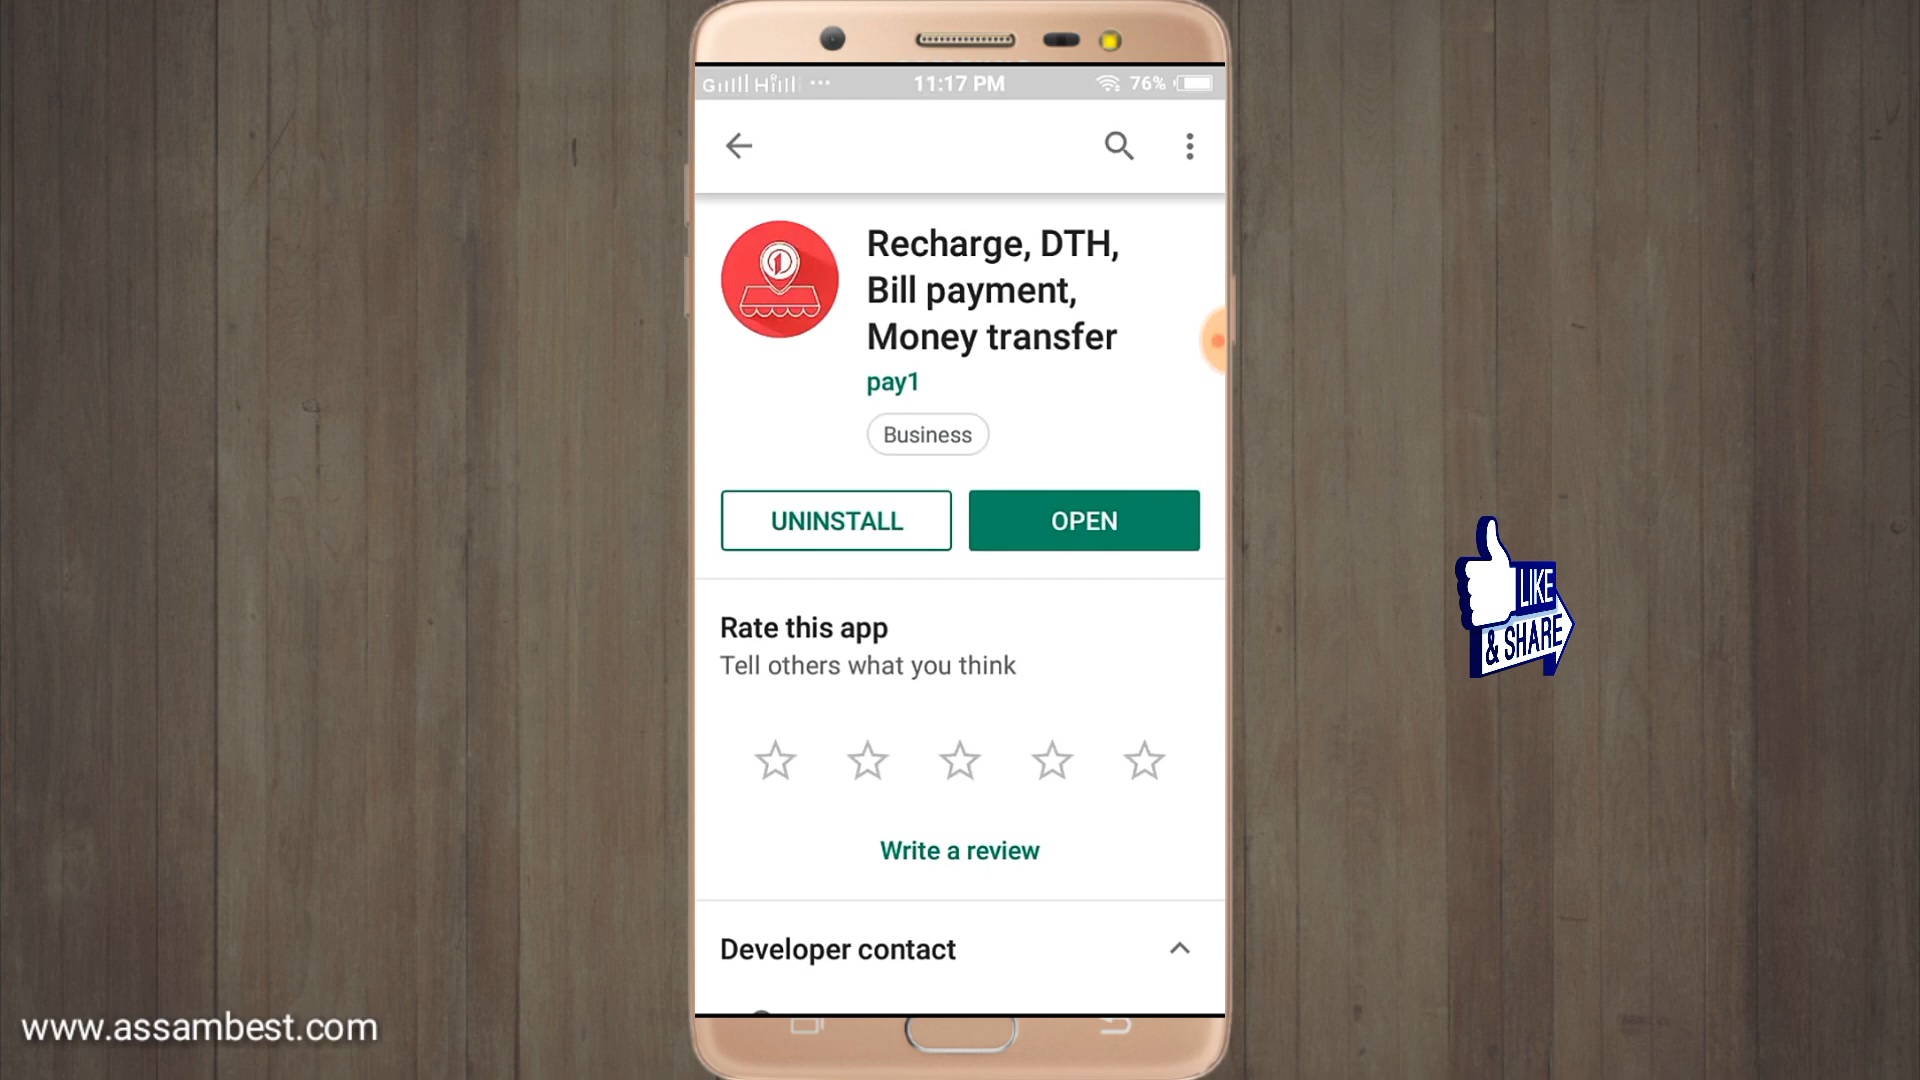 11:17 PM
76%
Recharge, DTH,
Bill payment,
Money transfer
pay1
Business
UNINSTALL
OPEN
Rate this app
Tell others what you think
Write a review
Developer contact
LIKE
& SHARE
www.assambest.com